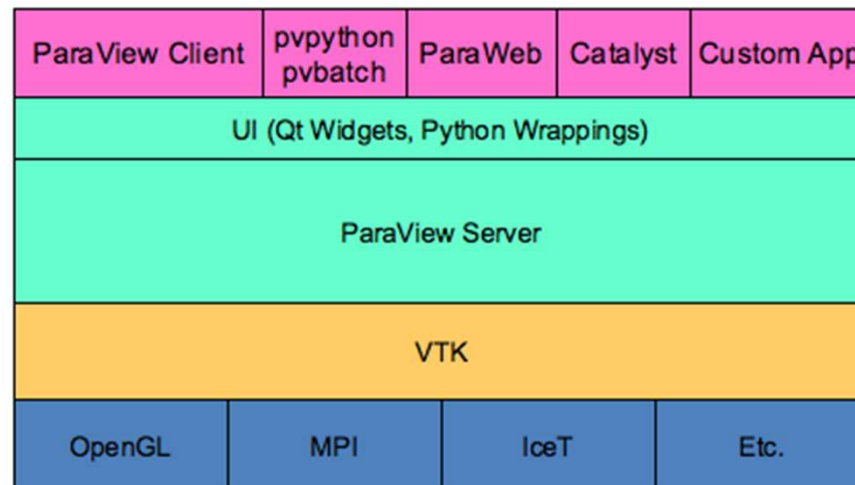 ParaView Client
pvpython
pvbatch
ParaWeb
Catalyst
Custom App
UI (Qt Widgets, Python Wrappings)
ParaView Server
VTK
OpenGL
MPI
IceT
Etc.